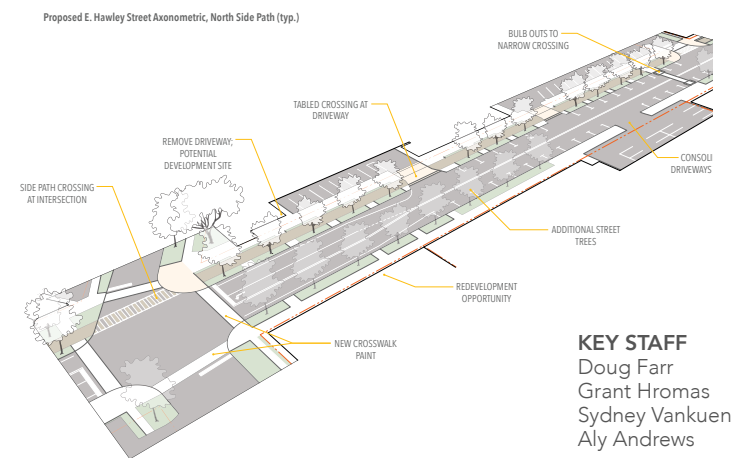 Proposed E. Hawley Street Axonometric, North Side Path (typ.)
BULB OUTS TO
NARROW CROSSING
TABLED CROSSING AT
DRIVEWAY
REMOVE DRIVEWAY;
POTENTIAL
DEVELOPMENT SITE
CONSOLI
DRIVEWAYS
SIDE PATH CROSSING
AT INTERSECTION
ADDITIONAL STREET
TREES
REDEVELOPMENT
OPPORTUNITY
NEW CROSSWALK
PAINT
KEY STAFF
Doug Farr
Grant Hromas
Sydney Vankuen
Aly Andrews